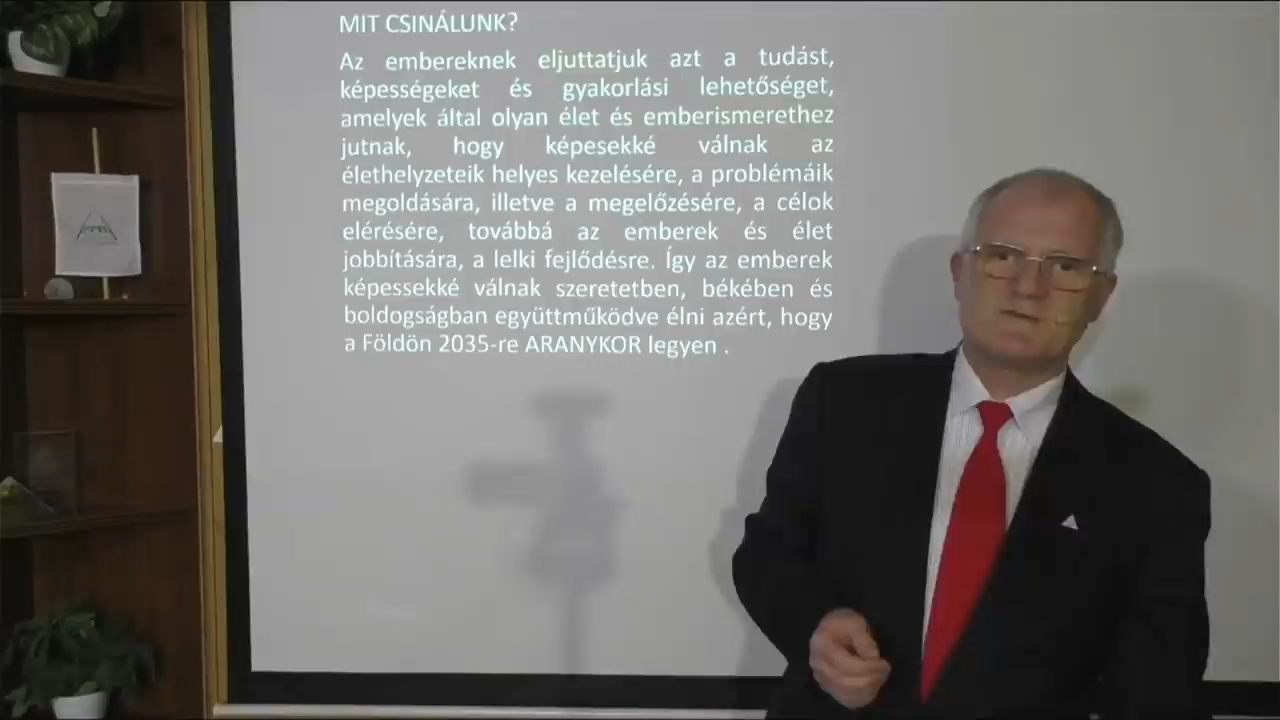 MIT CSINÁLUNK?
Az embereknek eljuttatjuk azt a tudást,
képességeket és gyakorlási lehetőséget,
amelyek által olyan élet és emberismerethez
jutnak, hogy képesekké válnak az
élethelyzeteik helyes kezelésére, a problémáik
megoldására, illetve a megelőzésére, a célok
elérésére, továbbá az emberek és élet
jobbítására, a lelki fejlődésre. Így az emberek
képessekké válnak szeretetben, békében és
boldogságban együttműködve élni azért, hogy
a Földön 2035-re ARANYKOR legyen .